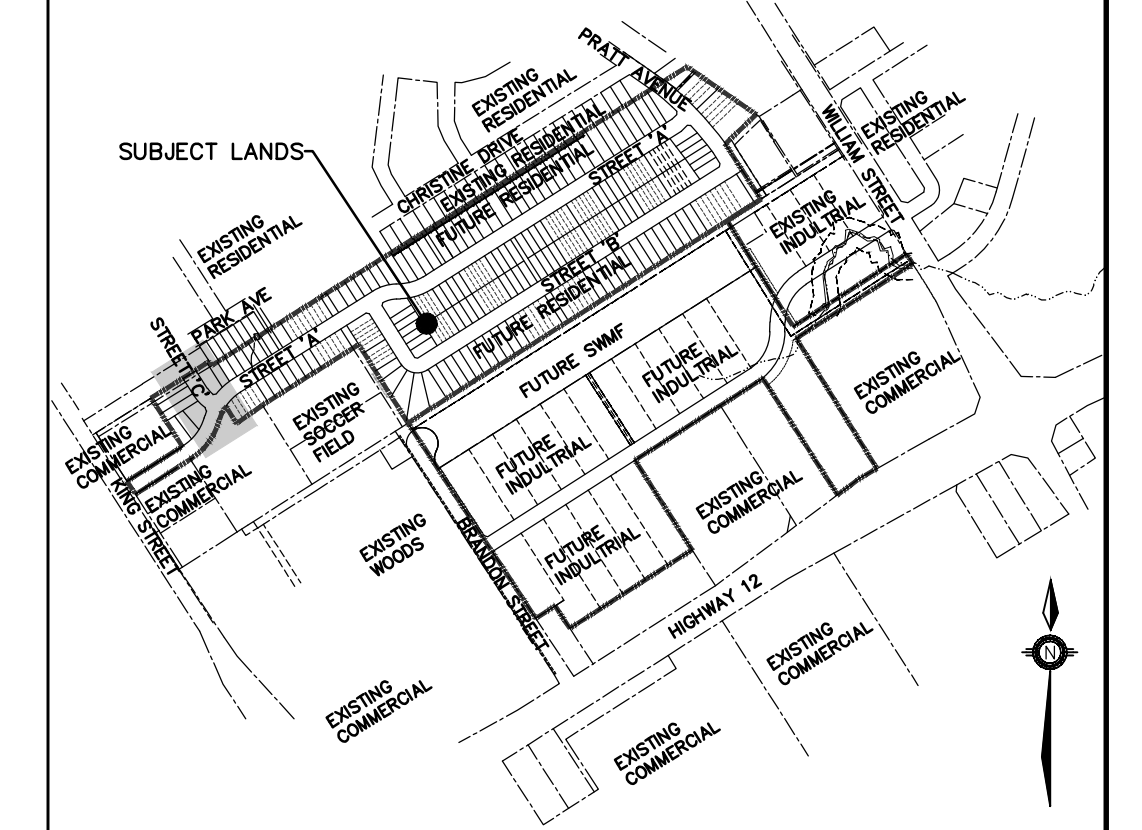 PRATT AVENUE
EXISTING
RESIDENTIAL
EXISTING
RESIDENTIAL
WILLIAM STREET
SUBJECT LANDS
CHRISTINE DRIVE
EXISTING RESIDENTIAL
FUTURE RESIDENTIAL
STREET 'A'
EXISTING
RESIDENTIAL
EXISTING
INDULTRIAL
STREET 'B'
FUTURE RESIDENTIAL
PARK AVE
STREET 'C'
STREET 'A'
FUTURE SWMF
FUTURE
INDULTRIAL
EXISTING
COMMERCIAL
EXISTING
SOCCER
FIELD
EXISTING
COMMERCIAL
EXISTING
COMMERCIAL
KING STREET
FUTURE
INDULTRIAL
EXISTING
COMMERCIAL
EXISTING
WOODS
BRANDON STREET
FUTURE
INDULTRIAL
HIGHWAY 12
N
EXISTING
COMMERCIAL
EXISTING
COMMERCIAL
EXISTING
COMMERCIAL